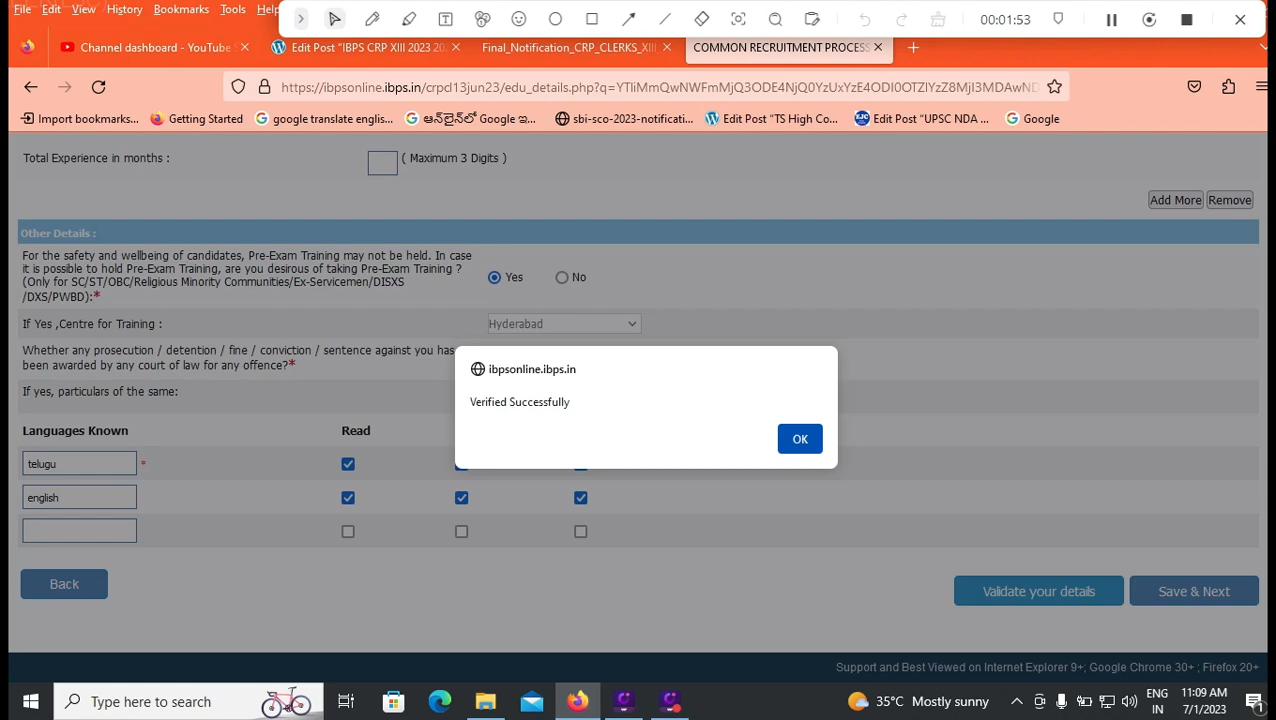 File Edit View History Bookmarks Tools Help
00:01:53
Channel dashboard - YouTube S
Edit Post "IBPS CRP XIII 2023 20
Final_Notification_CRP_CLERKS_XIII
COMMON RECRUITMENT PROCESS
https://ibpsonline.ibps.in/crpcl13jun23/edu_details.php?q=YTliMmQwNWFmMjQ3ODE4NjQ0YzUxYzE4ODI0OTZlYzZ8MjI3MDAwND
Import bookmarks...
Getting Started
google translate englis...
ఆన్‌లైన్‌లో Google ఇ...
sbi-sco-2023-notificati...
Edit Post "TS High Co...
Edit Post "UPSC NDA ...
Google
Total Experience in months : ( Maximum 3 Digits )
Add More Remove
Other Details :
For the safety and wellbeing of candidates, Pre-Exam Training may not be held. In case
it is possible to hold Pre-Exam Training, are you desirous of taking Pre-Exam Training ?
(Only for SC/ST/OBC/Religious Minority Communities/Ex-Servicemen/DISXS
/DXS/PWBD):*
Yes No
If Yes ,Centre for Training : Hyderabad
Whether any prosecution / detention / fine / conviction / sentence against you has
been awarded by any court of law for any offence?*
If yes, particulars of the same:
ibpsonline.ibps.in
Verified Successfully
OK
Languages Known Read
telugu *
english
Back Validate your details Save & Next
Support and Best Viewed on Internet Explorer 9+; Google Chrome 30+ ; Firefox 20+
Type here to search
35°C Mostly sunny
ENG
IN
11:09 AM
7/1/2023
1